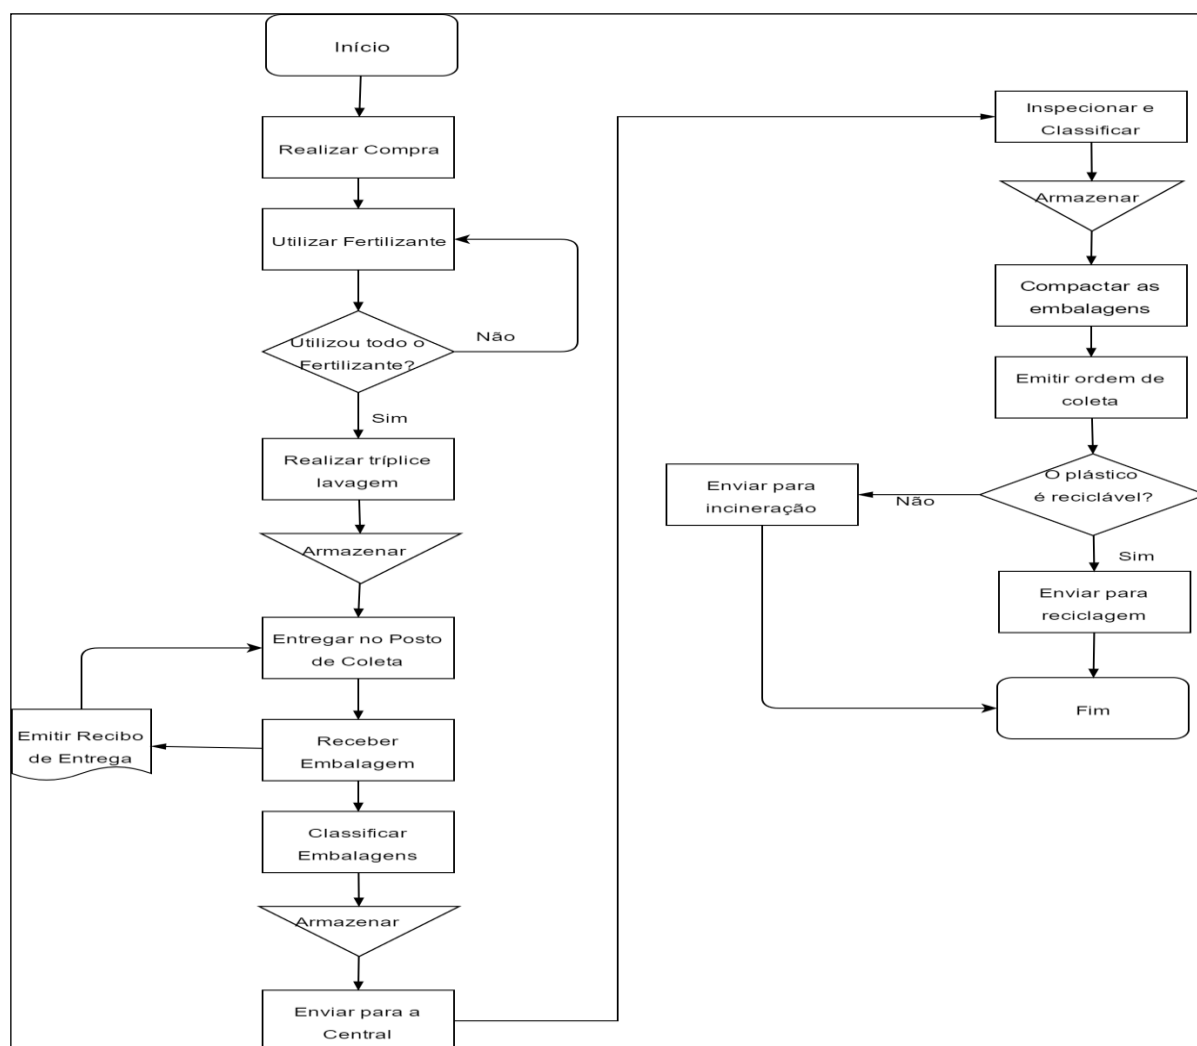 Início
Realizar Compra
Utilizar Fertilizante
Utilizou todo o
Fertilizante?
Não
Sim
Realizar tríplice
lavagem
Armazenar
Entregar no Posto
de Coleta
Emitir Recibo
de Entrega
Receber
Embalagem
Classificar
Embalagens
Armazenar
Enviar para a
Central
Inspecionar e
Classificar
Armazenar
Compactar as
embalagens
Emitir ordem de
coleta
O plástico
é reciclável?
Não
Enviar para
incineração
Sim
Enviar para
reciclagem
Fim